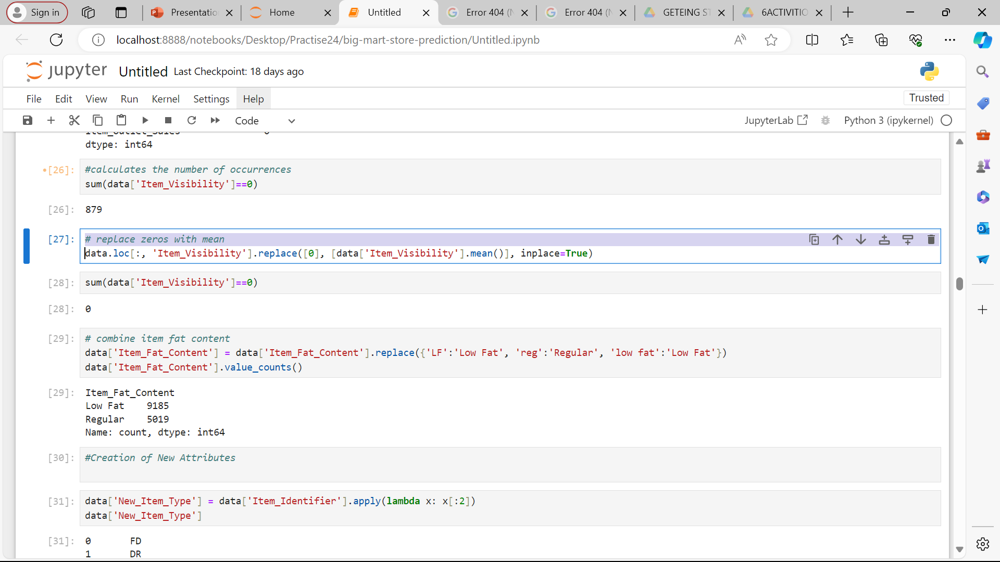 Sign in
Presentatio
Home
Untitled
Error 404 (N
Error 404 (N
GETEING ST
6ACTIVITIO
localhost:8888/notebooks/Desktop/Practise24/big-mart-store-prediction/Untitled.ipynb
jupyter Untitled Last Checkpoint: 18 days ago
File Edit View Run Kernel Settings Help
Trusted
Code
JupyterLab
Python 3 (ipykernel)
Item_Outlet_Sales 0
dtype: int64
[26]: #calculates the number of occurrences
sum(data['Item_Visibility']==0)
[26]: 879
[27]: # replace zeros with mean
data.loc[:, 'Item_Visibility'].replace([0], [data['Item_Visibility'].mean()], inplace=True)
[28]: sum(data['Item_Visibility']==0)
[28]: 0
[29]: # combine item fat content
data['Item_Fat_Content'] = data['Item_Fat_Content'].replace({'LF':'Low Fat', 'reg':'Regular', 'low fat':'Low Fat'})
data['Item_Fat_Content'].value_counts()
[29]: Item_Fat_Content
Low Fat 9185
Regular 5019
Name: count, dtype: int64
[30]: #Creation of New Attributes
[31]: data['New_Item_Type'] = data['Item_Identifier'].apply(lambda x: x[:2])
data['New_Item_Type']
[31]: 0 FD
1 DR